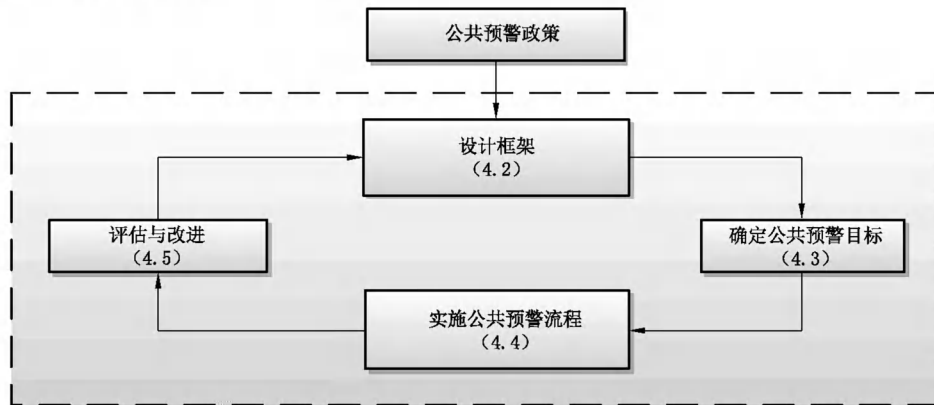 公共预警政策
设计框架
(4.2)
评估与改进
(4.5)
确定公共预警目标
(4.3)
实施公共预警流程
(4.4)